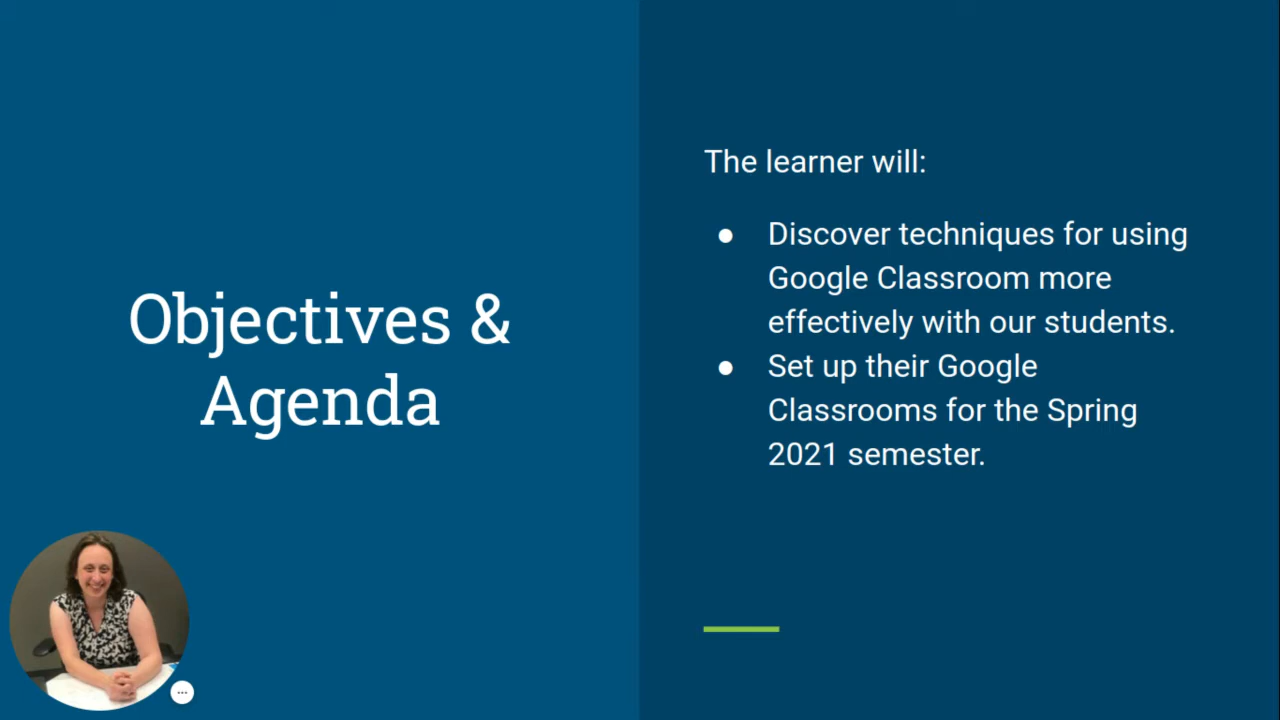 Objectives &
Agenda
The learner will:
● Discover techniques for using
Google Classroom more
effectively with our students.
● Set up their Google
Classrooms for the Spring
2021 semester.